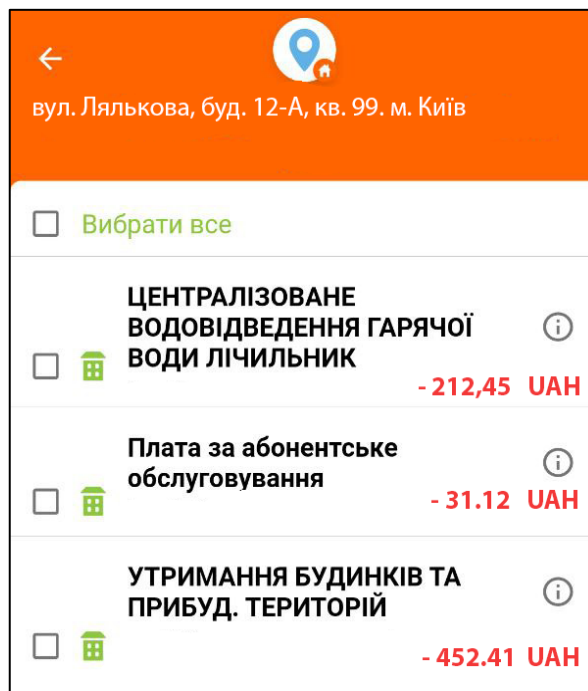 вул. Лялькова, буд. 12-А, кв. 99. м. Київ
Вибрати все
ЦЕНТРАЛІЗОВАНЕ
ВОДОВІДВЕДЕННЯ ГАРЯЧОЇ
ВОДИ ЛІЧИЛЬНИК
- 212,45 UAH
Плата за абонентське
обслуговування
- 31.12 UAH
УТРИМАННЯ БУДИНКІВ ТА
ПРИБУД. ТЕРИТОРІЙ
- 452.41 UAH